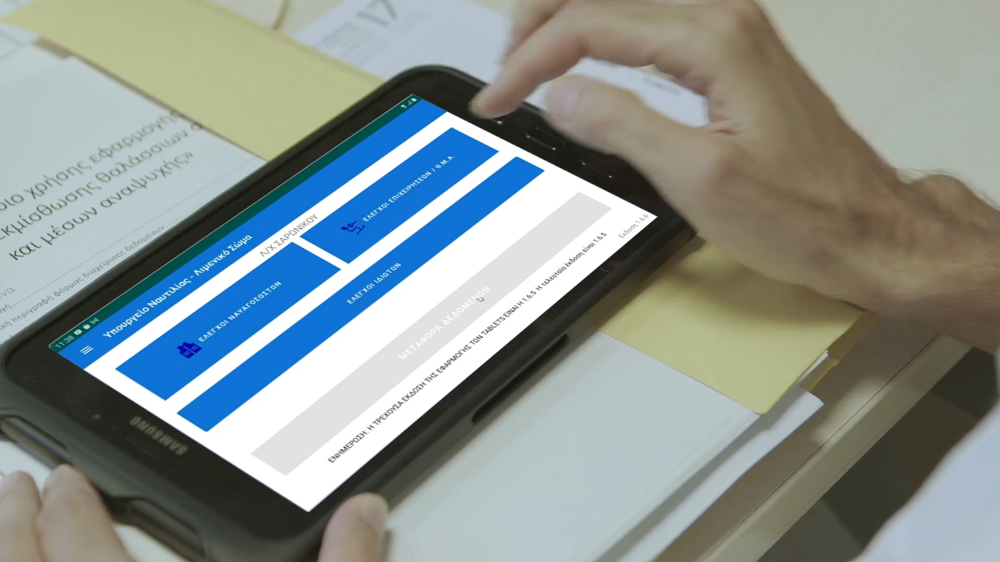 17
οιο χρήσης εφαρμογής
εκμίσθωσης θαλάσσιων
και μέσων αναψυχής»
διαχείρισης δεδομένων
κή περιγραφή φόρμας
11:38
Υπουργείο Ναυτιλίας - Λιμενικό Σώμα
Λ/Χ ΣΑΡΩΝΙΚΟΥ
ΕΛΕΓΧΟΙ ΝΑΥΑΓΟΣΩΣΤΩΝ
ΕΛΕΓΧΟΙ ΕΠΙΧΕΙΡΗΣΕΩΝ / Θ.Μ.Α.
ΕΛΕΓΧΟΙ ΙΔΙΩΤΩΝ
ΜΕΤΑΦΟΡΑ ΔΕΔΟΜΕΝΩΝ
ΕΝΗΜΕΡΩΣΗ: Η ΤΡΕΧΟΥΣΑ ΕΚΔΟΣΗ ΤΗΣ ΕΦΑΡΜΟΓΗΣ ΤΩΝ TABLETS ΕΙΝΑΙ Η 1.6.5 Η τελευταία έκδοση είναι 1.6.5
Εκδοση 1.6.6
SAMSUNG